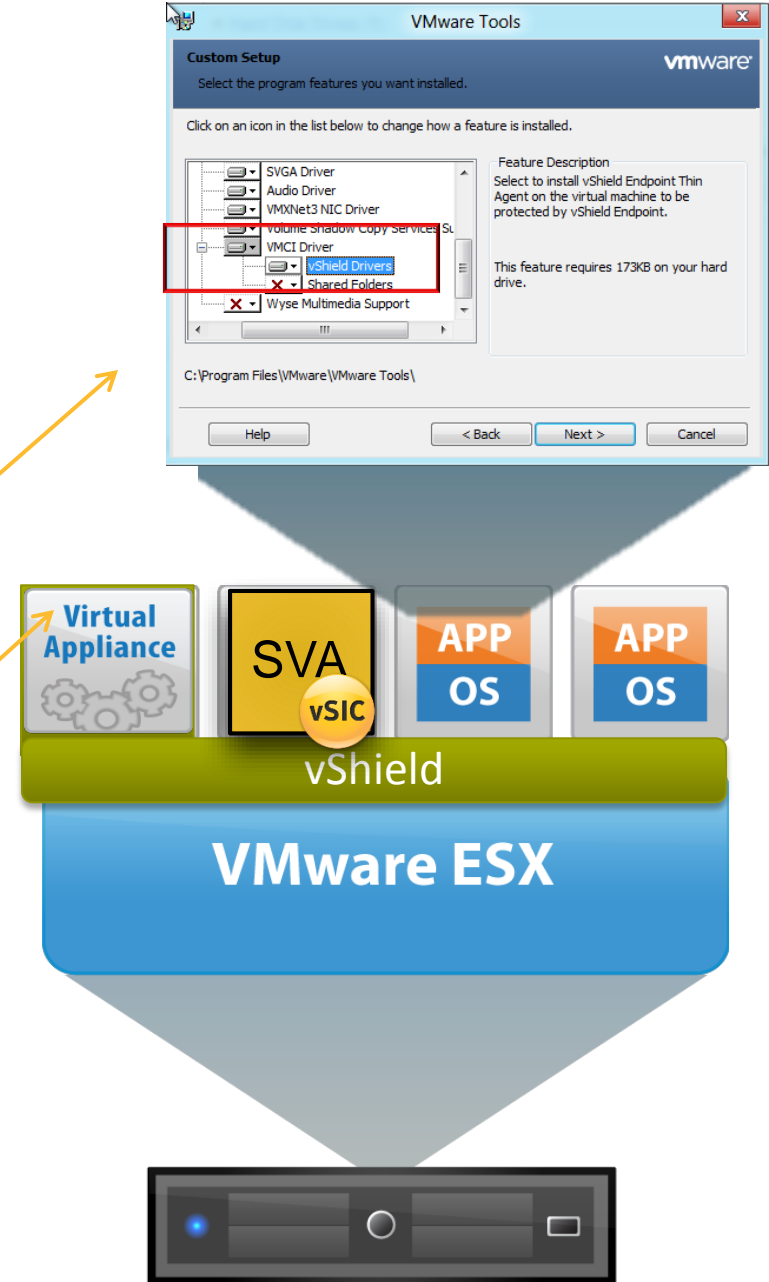 VMware Tools
Custom Setup
vmware
Select the program features you want installed.
Click on an icon in the list below to change how a feature is installed.
SVGA Driver
Audio Driver
VMXNet3 NIC Driver
Volume Shadow Copy Services Su
VMCI Driver
vShield Drivers
Shared Folders
Wyse Multimedia Support
Feature Description
Select to install vShield Endpoint Thin
Agent on the virtual machine to be
protected by vShield Endpoint.
This feature requires 173KB on your hard
drive.
C:\Program Files\VMware\VMware Tools\
Help
< Back
Next >
Cancel
Virtual
Appliance
SVA
vSIC
APP
OS
APP
OS
vShield
VMware ESX